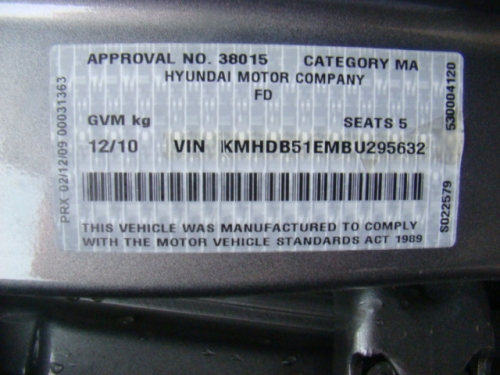 APPROVAL NO. 38015 CATEGORY MA
HYUNDAI MOTOR COMPANY
FD
GVM kg SEATS 5
12/10 VIN KMHDB51EMBU295632
THIS VEHICLE WAS MANUFACTURED TO COMPLY
WITH THE MOTOR VEHICLE STANDARDS ACT 1989
PRX 02/12/09 00031363
530004120
S022579